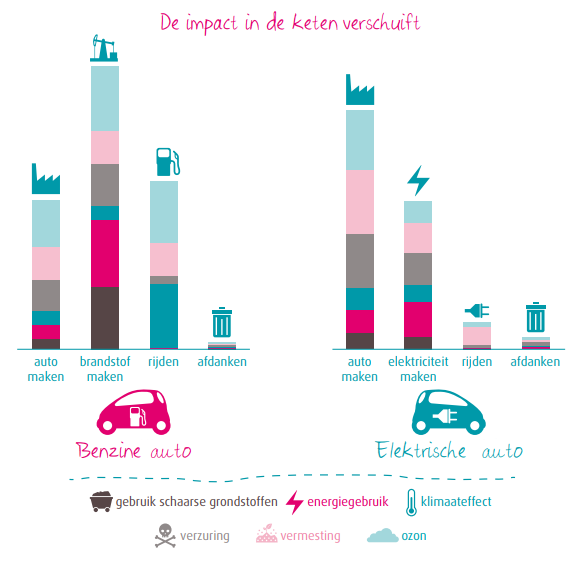 De impact in de keten verschuift
auto maken
brandstof maken
rijden
afdanken
auto maken
elektriciteit maken
rijden
afdanken
Benzine auto
Elektrische auto
gebruik schaarse grondstoffen
energiegebruik
klimaateffect
verzuring
vermesting
ozon